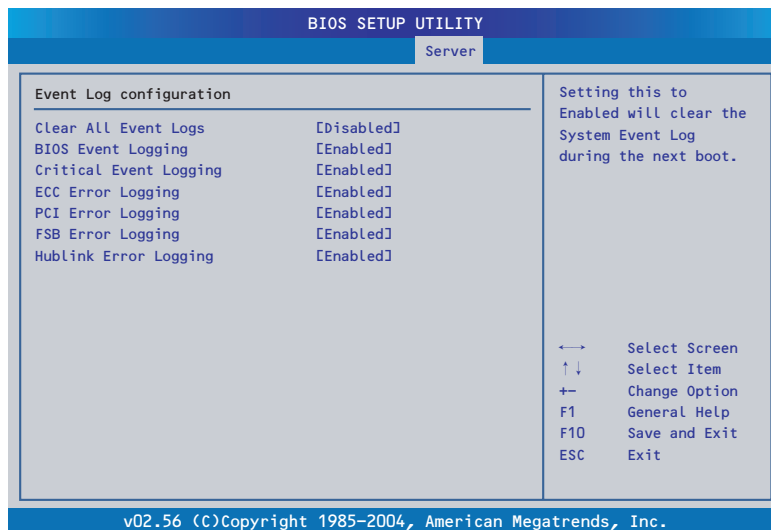 BIOS SETUP UTILITY
Server
Event Log configuration
Clear All Event Logs [Disabled]
BIOS Event Logging [Enabled]
Critical Event Logging [Enabled]
ECC Error Logging [Enabled]
PCI Error Logging [Enabled]
FSB Error Logging [Enabled]
Hublink Error Logging [Enabled]
Setting this to
Enabled will clear the
System Event Log
during the next boot.
←→ Select Screen
↑↓ Select Item
+- Change Option
F1 General Help
F10 Save and Exit
ESC Exit
v02.56 (C)Copyright 1985-2004, American Megatrends, Inc.